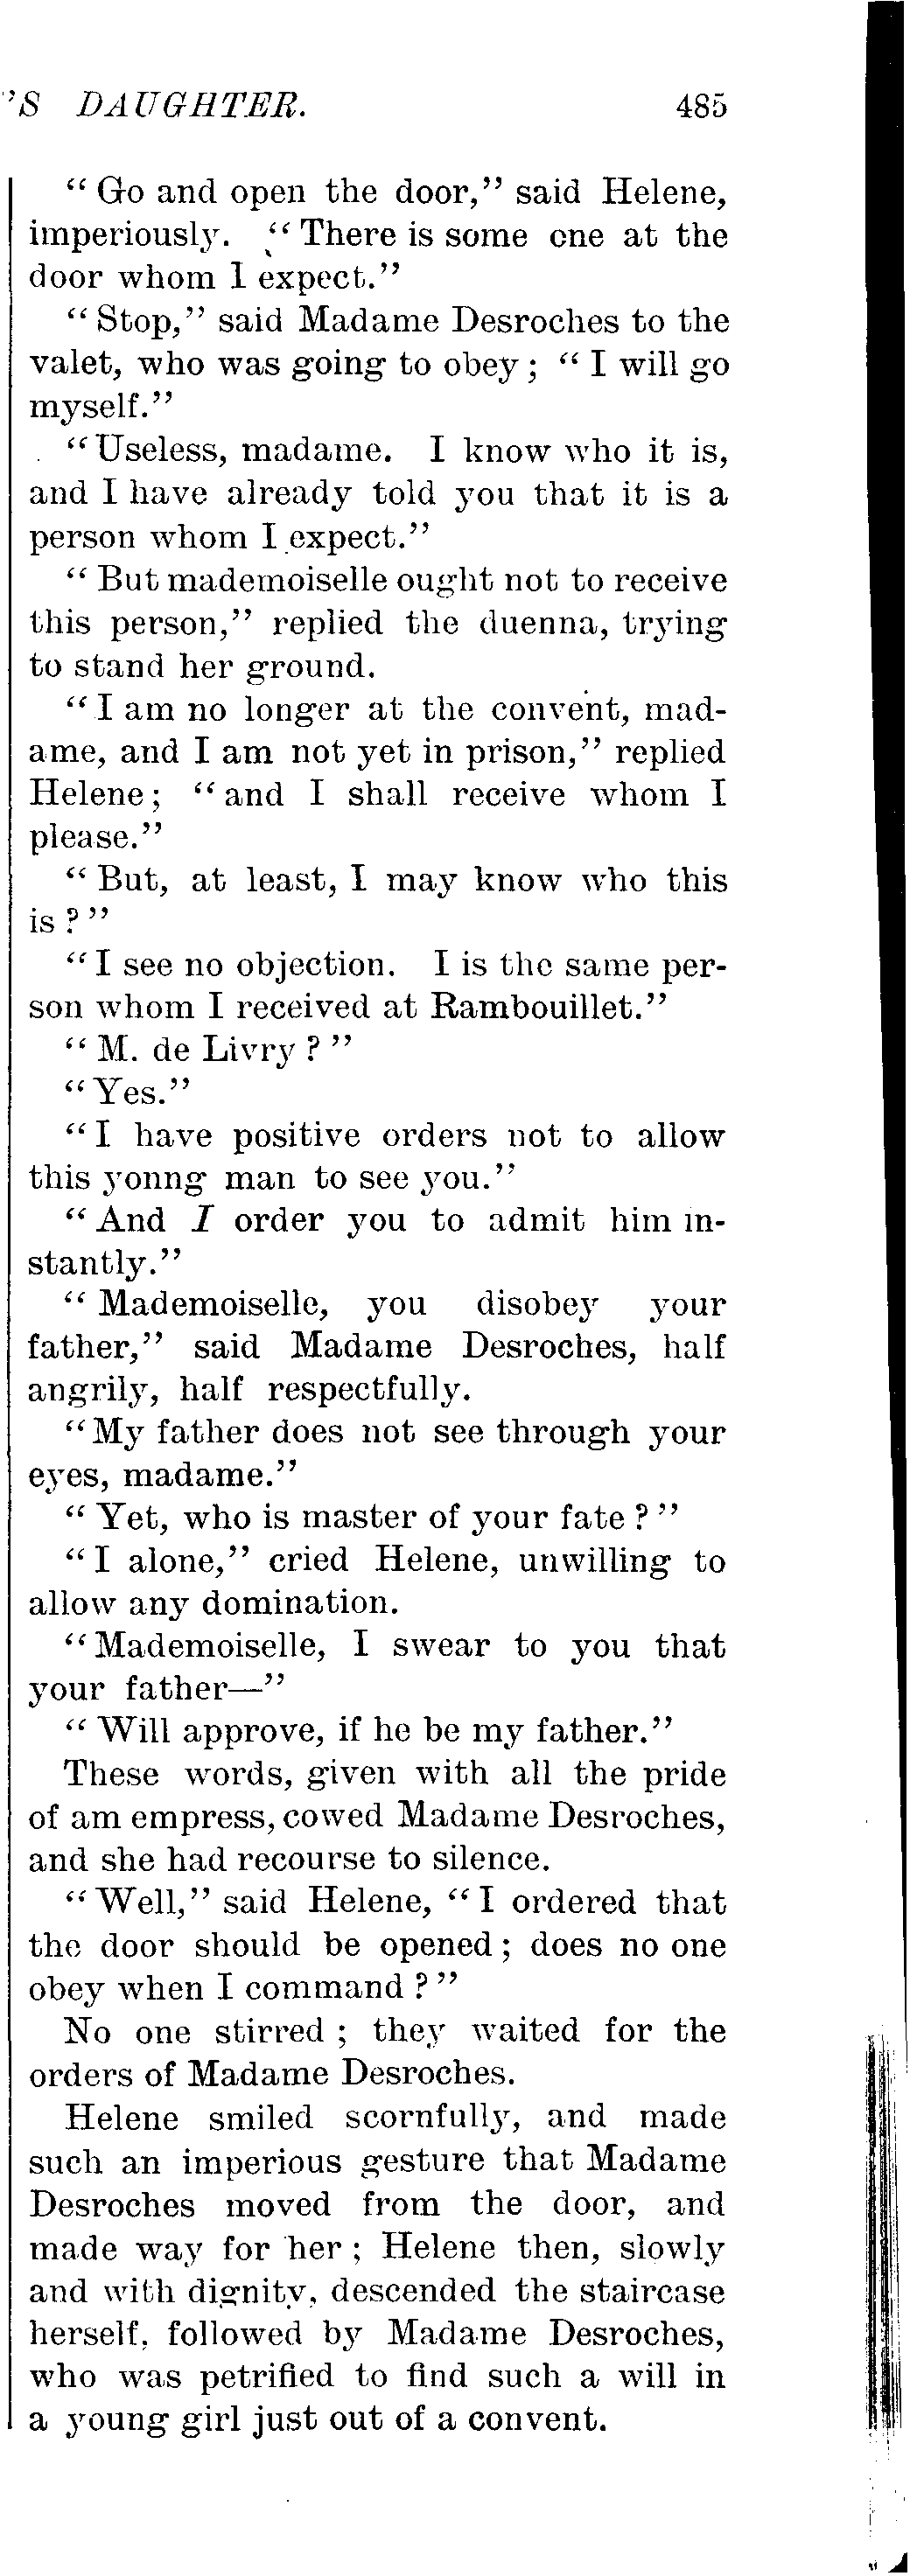 'S DAUGHTER. 485
“ Go and open the door,” said Helene,
imperiously. “ There is some one at the
door whom I expect.”
“ Stop,” said Madame Desroches to the
valet, who was going to obey ; “ I will go
myself.”
“ Useless, madame. I know who it is,
and I have already told you that it is a
person whom I expect.”
“ But mademoiselle ought not to receive
this person,” replied the duenna, trying
to stand her ground.
“ I am no longer at the convent, mad-
ame, and I am not yet in prison,” replied
Helene ; “ and I shall receive whom I
please.”
“ But, at least, I may know who this
is ? ”
“ I see no objection. I is the same per-
son whom I received at Rambouillet.”
“ M. de Livry ? ”
“ Yes.”
“ I have positive orders not to allow
this yonng man to see you.”
“ And I order you to admit him in-
stantly.”
“ Mademoiselle, you disobey your
father,” said Madame Desroches, half
angrily, half respectfully.
“ My father does not see through your
eyes, madame.”
“ Yet, who is master of your fate ? ”
“ I alone,” cried Helene, unwilling to
allow any domination.
“ Mademoiselle, I swear to you that
your father—”
“ Will approve, if he be my father.”
These words, given with all the pride
of am empress, cowed Madame Desroches,
and she had recourse to silence.
“ Well,” said Helene, “ I ordered that
the door should be opened ; does no one
obey when I command ? ”
No one stirred ; they waited for the
orders of Madame Desroches.
Helene smiled scornfully, and made
such an imperious gesture that Madame
Desroches moved from the door, and
made way for her ; Helene then, slowly
and with dignity, descended the staircase
herself, followed by Madame Desroches,
who was petrified to find such a will in
a young girl just out of a convent.